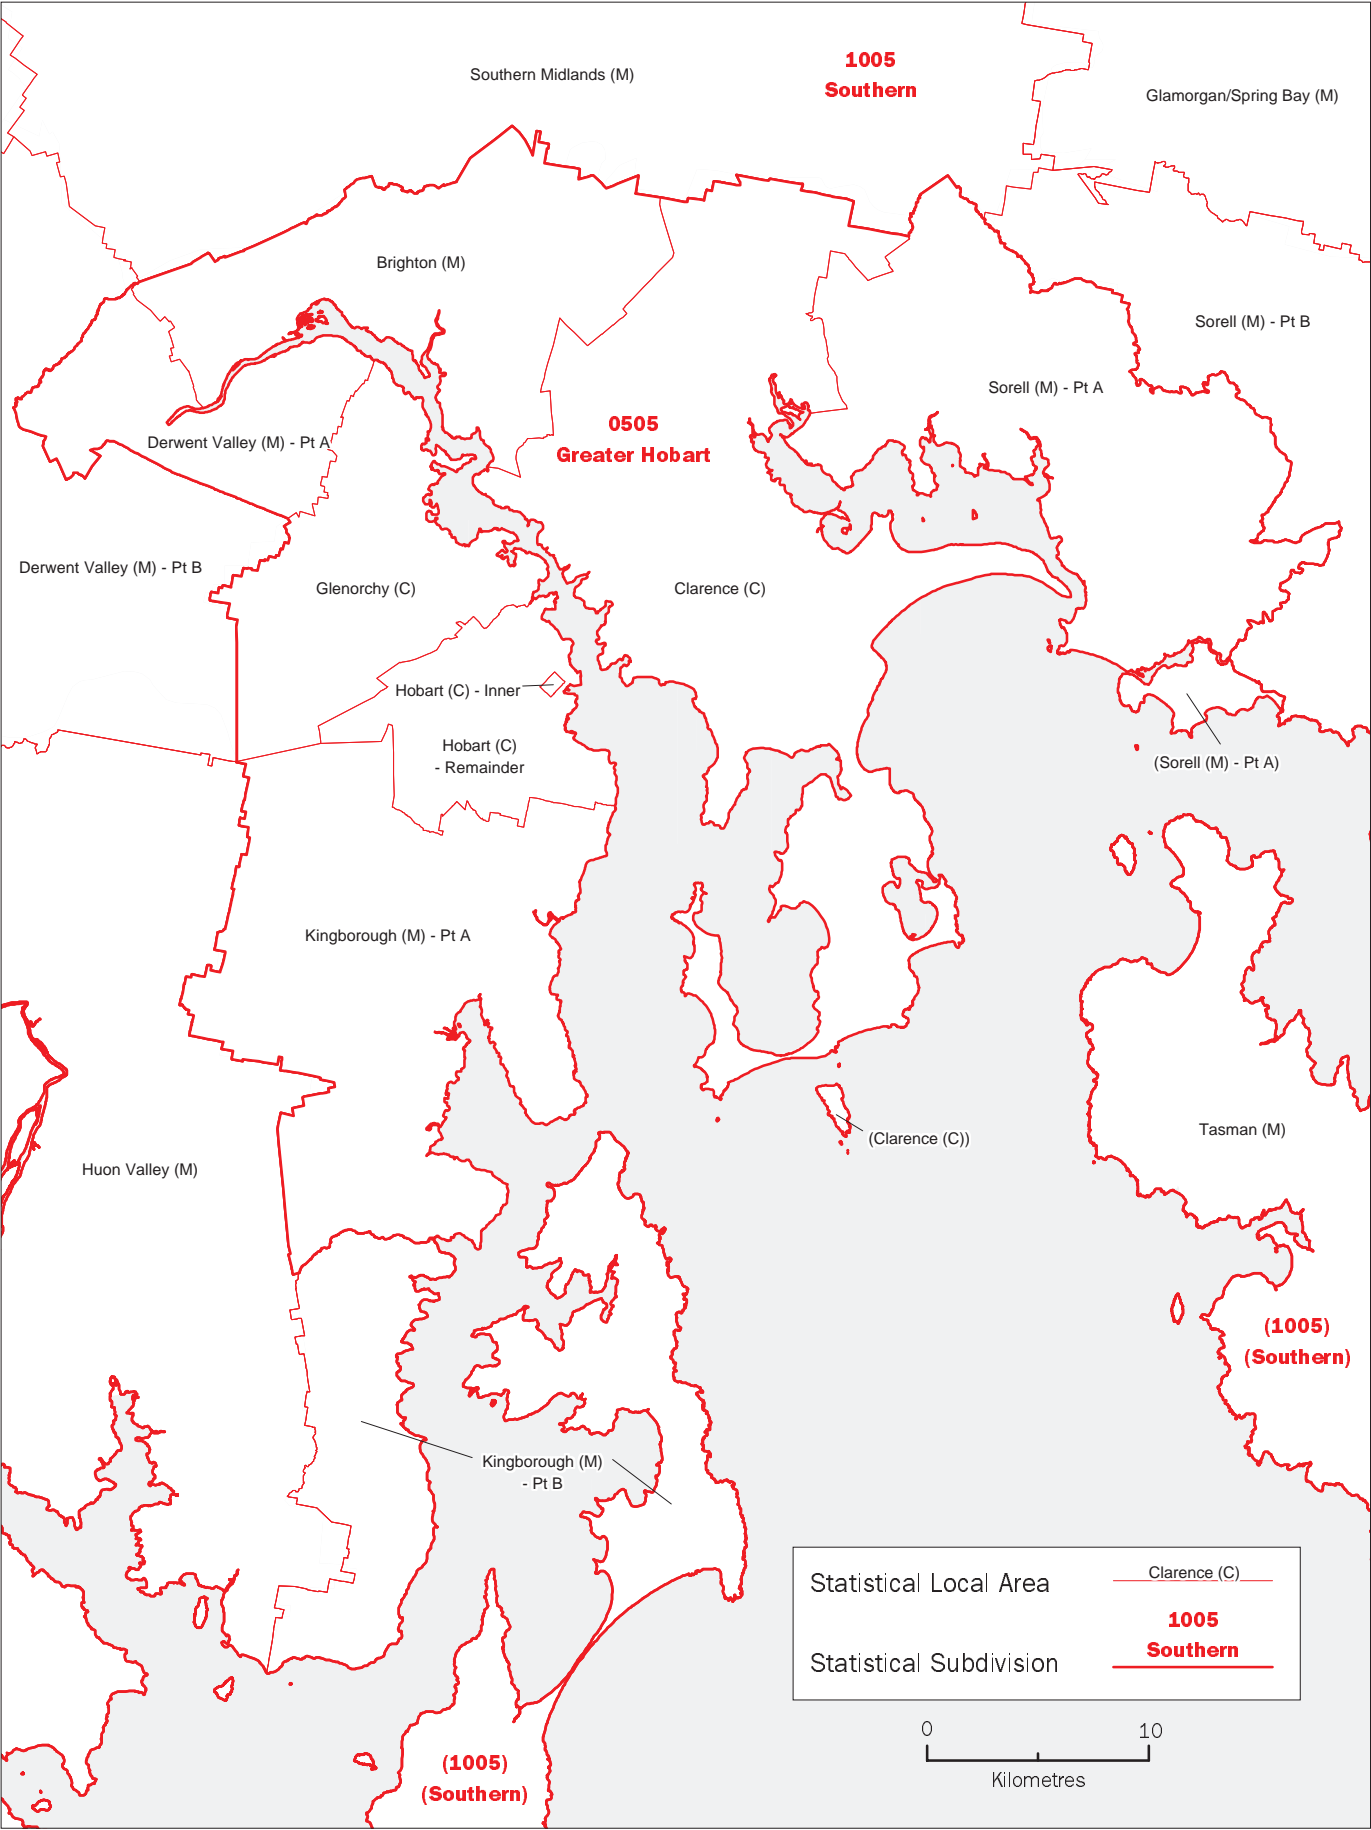 1005
Southern
Southern Midlands (M)
Glamorgan/Spring Bay (M)
Brighton (M)
Sorell (M) - Pt B
Sorell (M) - Pt A
0505
Greater Hobart
Derwent Valley (M) - Pt A
Derwent Valley (M) - Pt B
Glenorchy (C)
Clarence (C)
Hobart (C) - Inner
Hobart (C)
- Remainder
(Sorell (M) - Pt A)
Kingborough (M) - Pt A
Tasman (M)
(Clarence (C))
Huon Valley (M)
(1005)
(Southern)
Kingborough (M)
- Pt B
Statistical Local Area
Clarence (C)
1005
Southern
Statistical Subdivision
0 10
Kilometres
(1005)
(Southern)